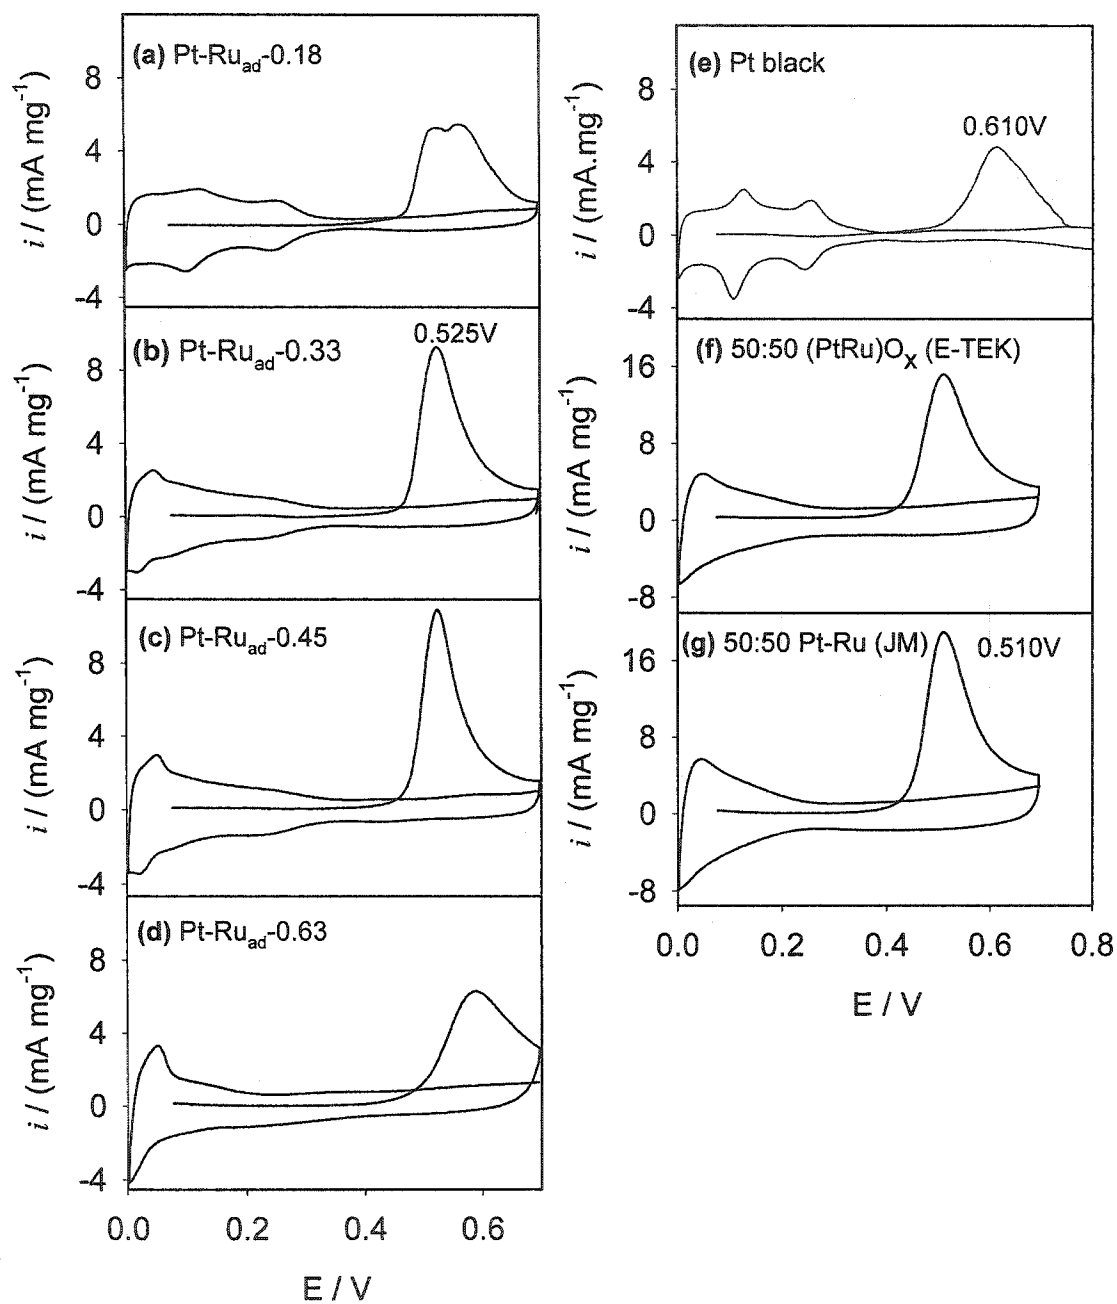 (a) Pt-Ru_ad-0.18
8
4
0
-4
i / (mA mg^-1)
(b) Pt-Ru_ad-0.33
0.525V
8
4
0
-4
i / (mA mg^-1)
(c) Pt-Ru_ad-0.45
8
4
0
-4
i / (mA mg^-1)
(d) Pt-Ru_ad-0.63
8
4
0
-4
i / (mA mg^-1)
0.0 0.2 0.4 0.6
E / V
(e) Pt black
0.610V
8
4
0
-4
i / (mA.mg^-1)
(f) 50:50 (PtRu)O_X (E-TEK)
16
8
0
-8
i / (mA mg^-1)
(g) 50:50 Pt-Ru (JM) 0.510V
16
8
0
-8
i / (mA mg^-1)
0.0 0.2 0.4 0.6 0.8
E / V